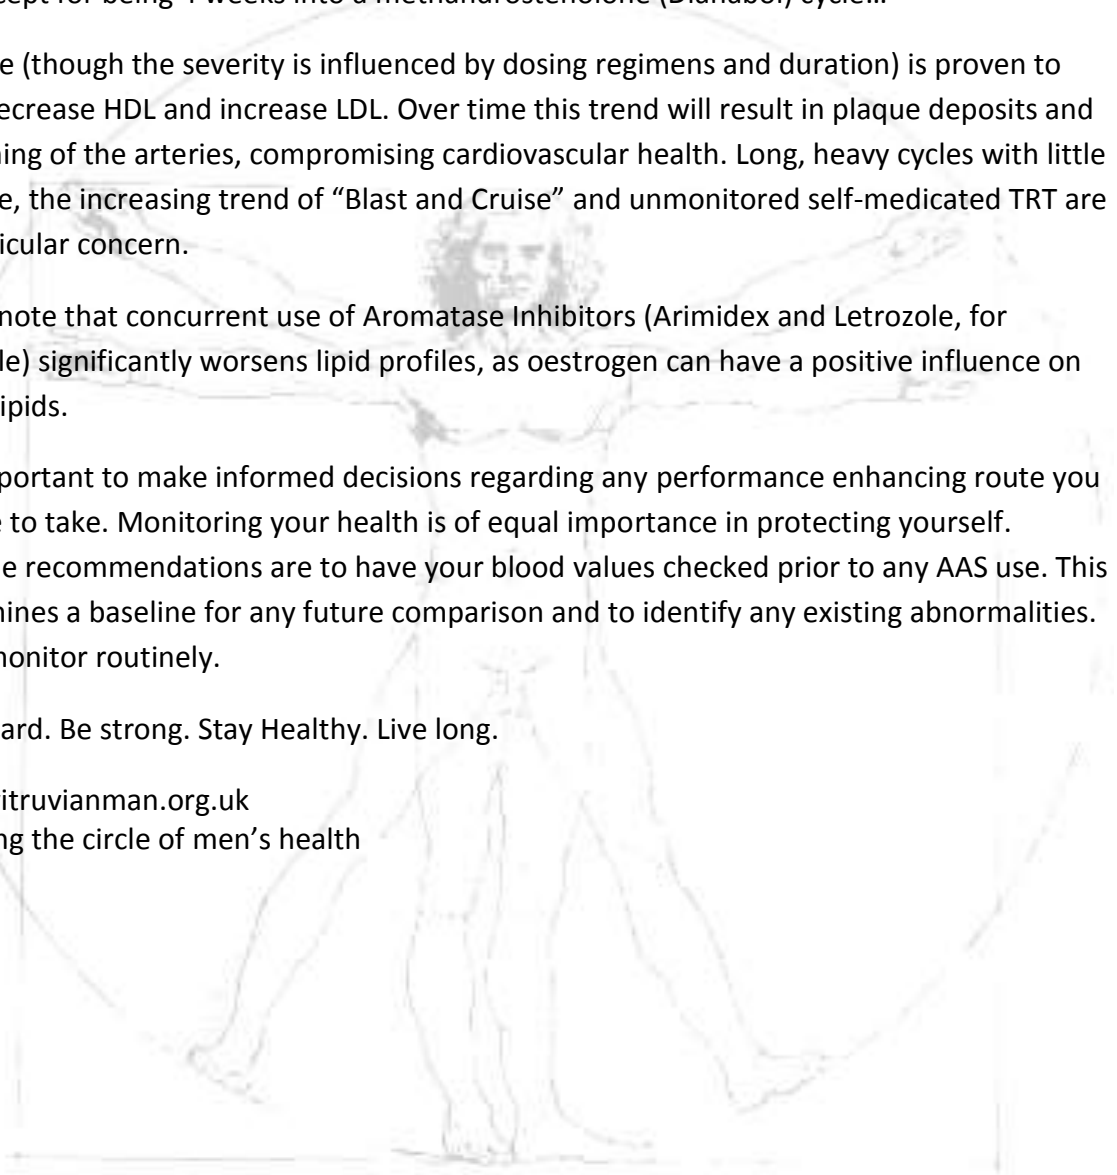 cept for being 4 weeks into a methandrostenolone (Dianabol) cycle…
e (though the severity is influenced by dosing regimens and duration) is proven to
ecrease HDL and increase LDL. Over time this trend will result in plaque deposits and
ing of the arteries, compromising cardiovascular health. Long, heavy cycles with little
e, the increasing trend of “Blast and Cruise” and unmonitored self-medicated TRT are
icular concern.
note that concurrent use of Aromatase Inhibitors (Arimidex and Letrozole, for
le) significantly worsens lipid profiles, as oestrogen can have a positive influence on
ipids.
portant to make informed decisions regarding any performance enhancing route you
e to take. Monitoring your health is of equal importance in protecting yourself.
e recommendations are to have your blood values checked prior to any AAS use. This
mines a baseline for any future comparison and to identify any existing abnormalities.
monitor routinely.
ard. Be strong. Stay Healthy. Live long.
itruvianman.org.uk
ng the circle of men’s health